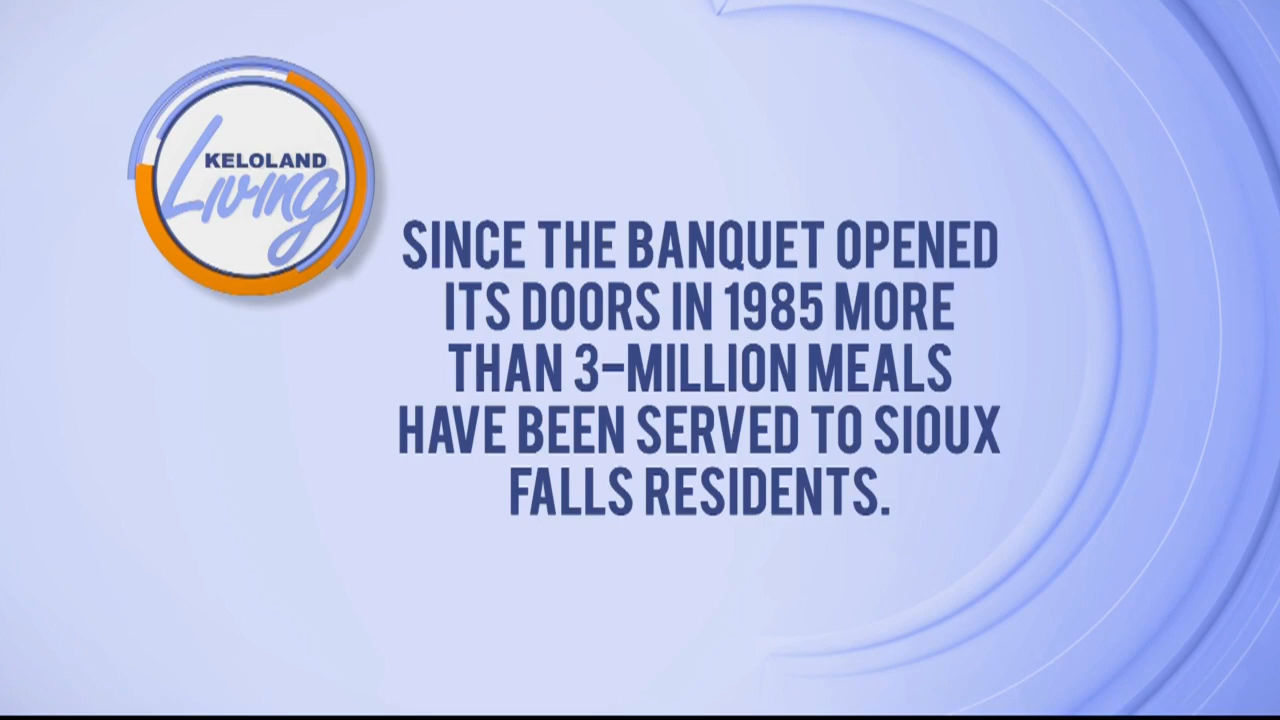 KELOLAND
Living
SINCE THE BANQUET OPENED
ITS DOORS IN 1985 MORE
THAN 3-MILLION MEALS
HAVE BEEN SERVED TO SIOUX
FALLS RESIDENTS.